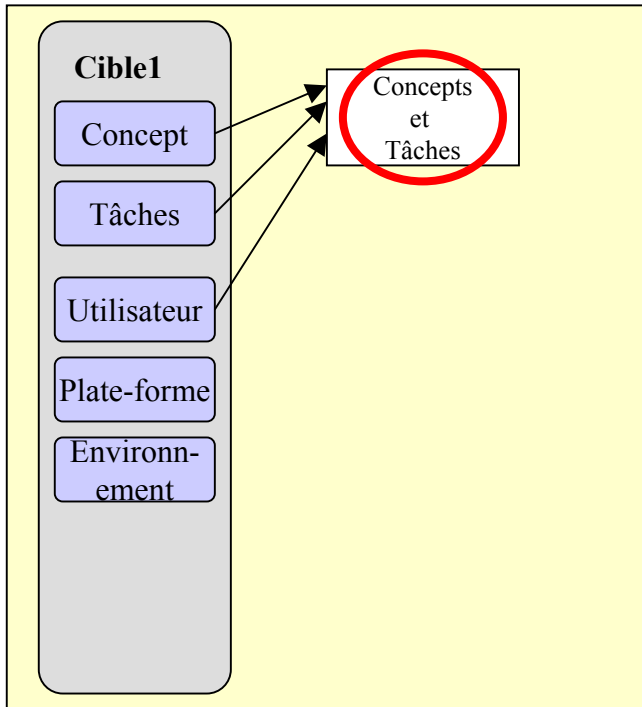 Cible1
Concept
Tâches
Utilisateur
Plate-forme
Environn-
ement
Concepts
et
Tâches